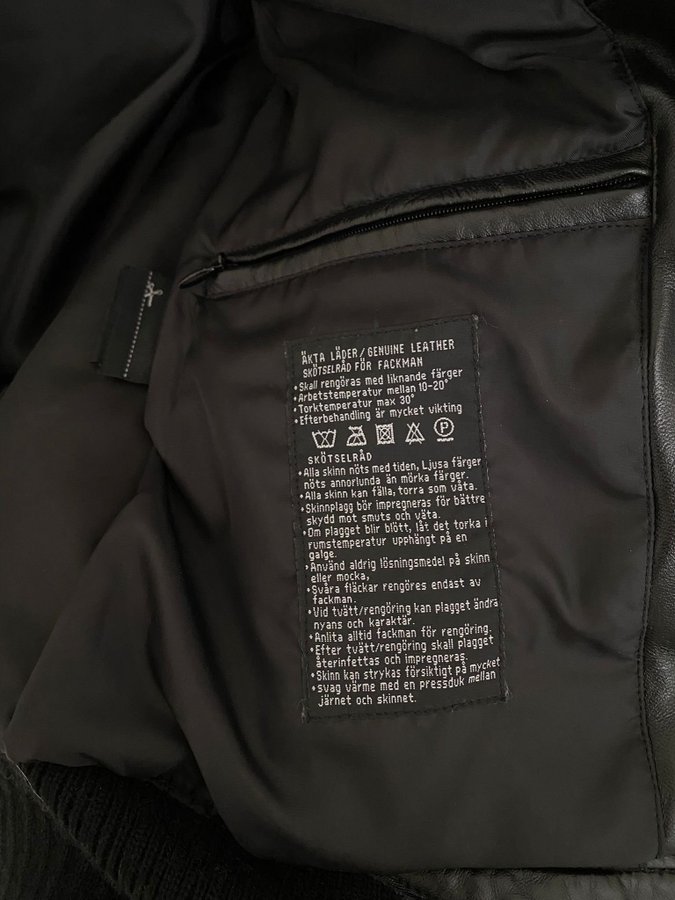 ÄKTA LÄDER/GENUINE LEATHER
SKÖTSELRÅD FÖR FACKMAN
•Skall rengöras med liknande färger
•Arbetstemperatur mellan 10-20°
•Torktemperatur max 30°
•Efterbehandling är mycket vikting
P
SKÖTSELRÅD
•Alla skinn nöts med tiden, Ljusa färger
nöts annorlunda än mörka färger.
•Alla skinn kan fälla, torra som våta.
•Skinnplagg bör impregneras för bättre
skydd mot smuts och väta.
•Om plagget blir blött, låt det torka i
rumstemperatur upphängt på en
galge.
•Använd aldrig lösningsmedel på skinn
eller mocka,
•Svåra fläckar rengöres endast av
fackman.
•Vid tvätt/rengöring kan plagget ändra
nyans och karaktär.
•Anlita alltid fackman för rengöring.
•Efter tvätt/rengöring skall plagget
återinfettas och impregneras.
•Skinn kan strykas försiktigt på mycket
•svag värme med en pressduk mellan
järnet och skinnet.